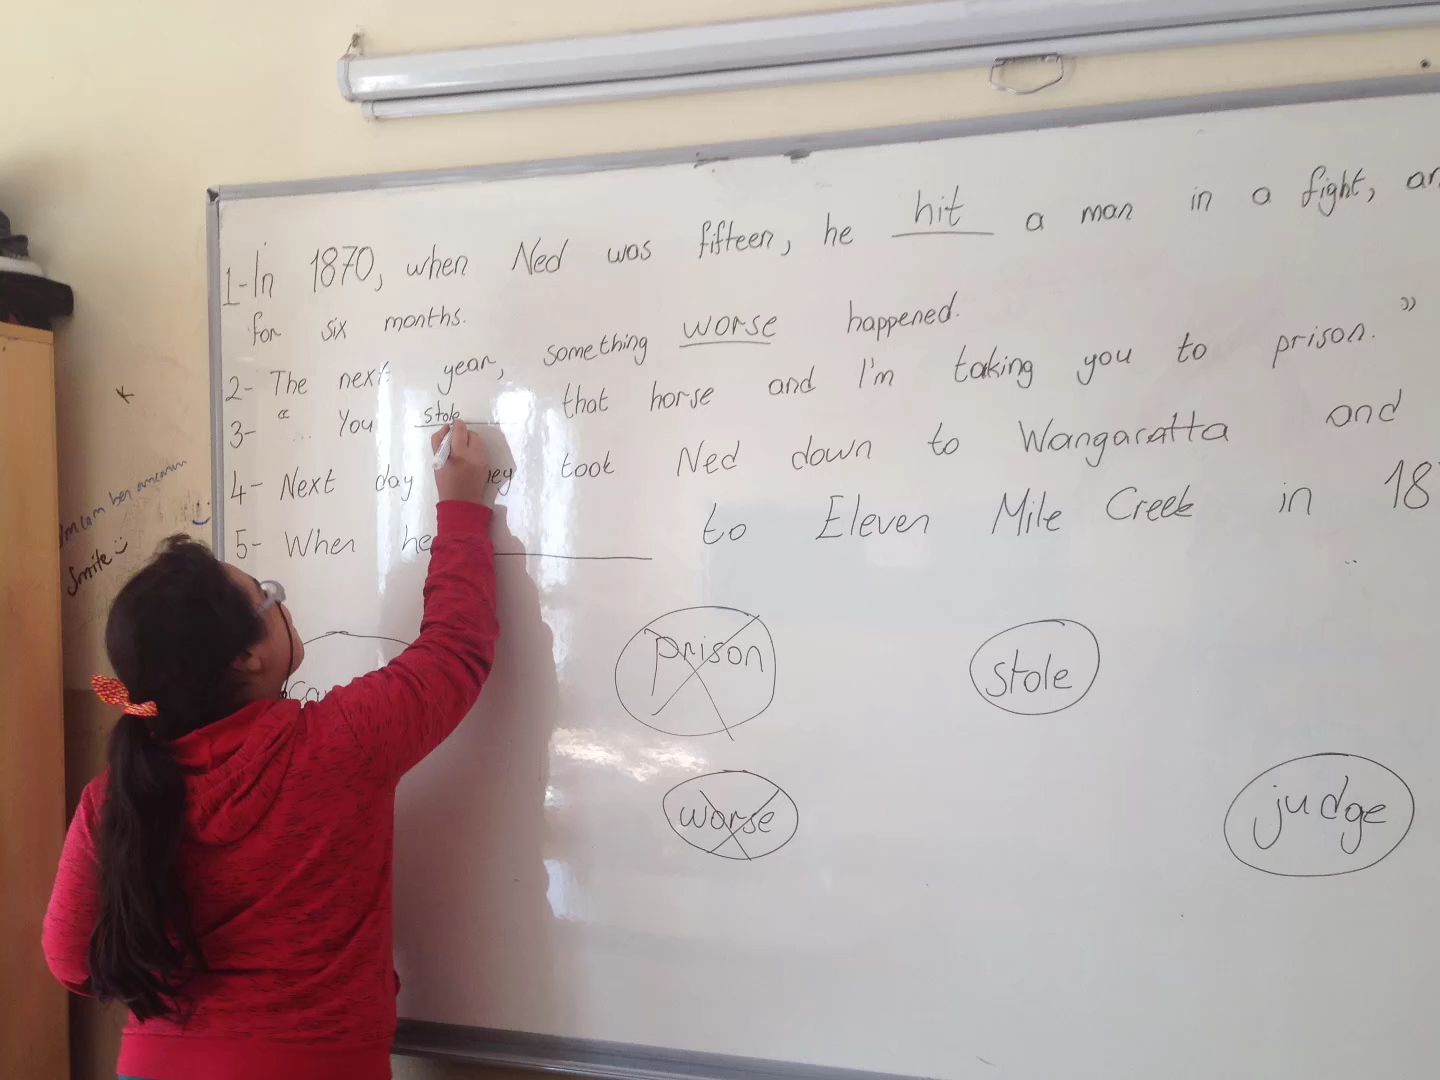 1-In 1870, when Ned was fifteen, he hit a man in a fight,
for six months.
2- The next year, something worse happened.
3- “ ... You stole that horse and I'm taking you to prison.”
4- Next day took Ned down to Wangaratta and
5- When he to Eleven Mile Creek in
prison
stole
worse
judge
Smile